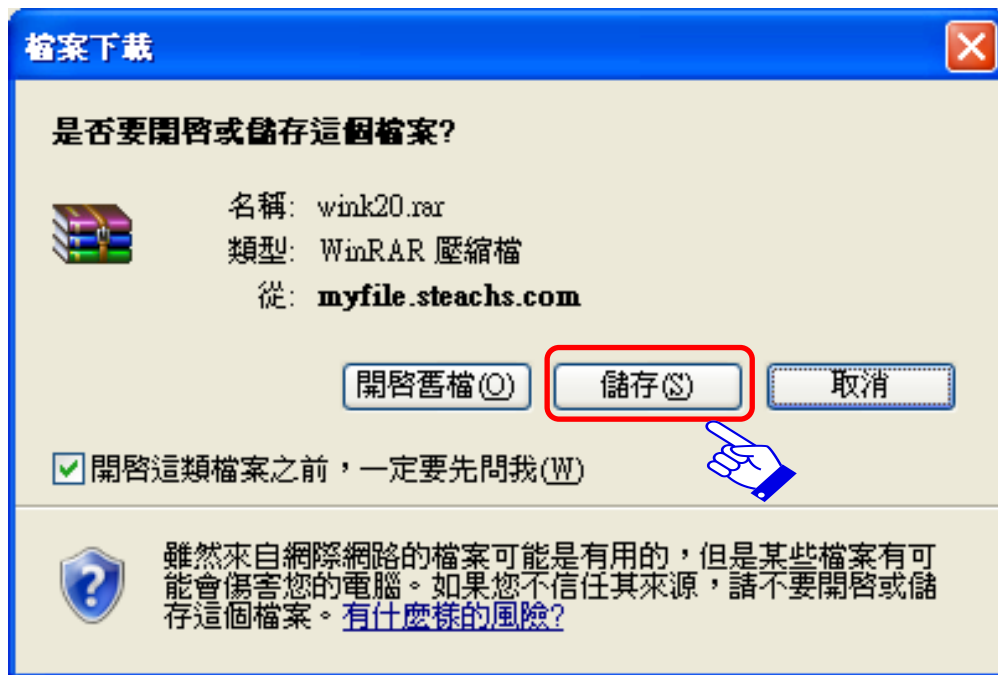 檔案下載
是否要開啓或儲存這個檔案?
名稱: wink20.rar
類型: WinRAR 壓縮檔
從: myfile.steachs.com
開啓舊檔(O) 儲存(S) 取消
開啓這類檔案之前，一定要先問我(W)
雖然來自網際網路的檔案可能是有用的，但是某些檔案有可
能會傷害您的電腦。如果您不信任其來源，請不要開啓或儲
存這個檔案。有什麼樣的風險?